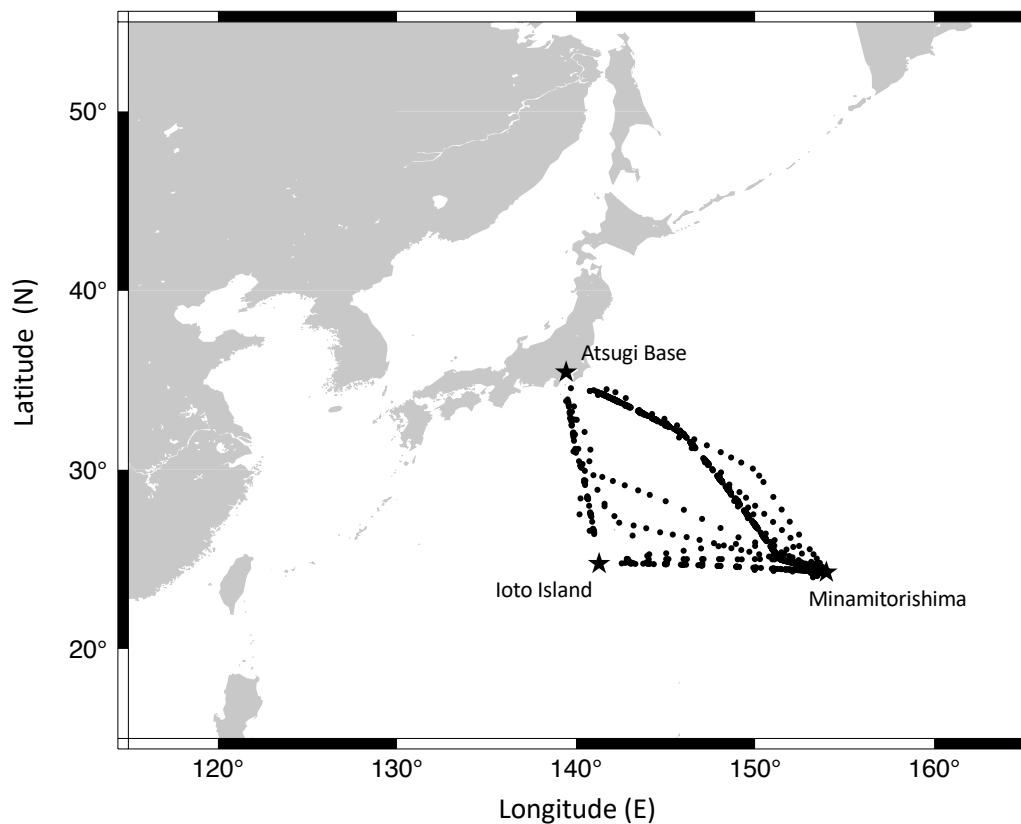 50°
40°
30°
20°
Latitude (N)
Atsugi Base
Ioto Island
Minamitorishima
120°
130°
140°
150°
160°
Longitude (E)